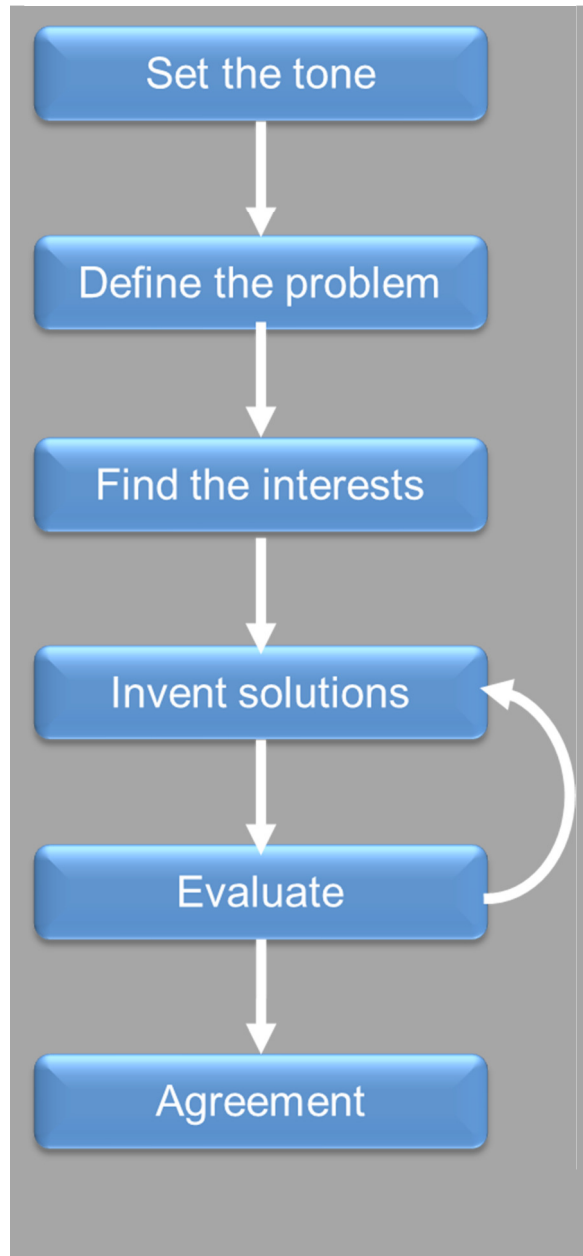 Set the tone
Define the problem
Find the interests
Invent solutions
Evaluate
Agreement